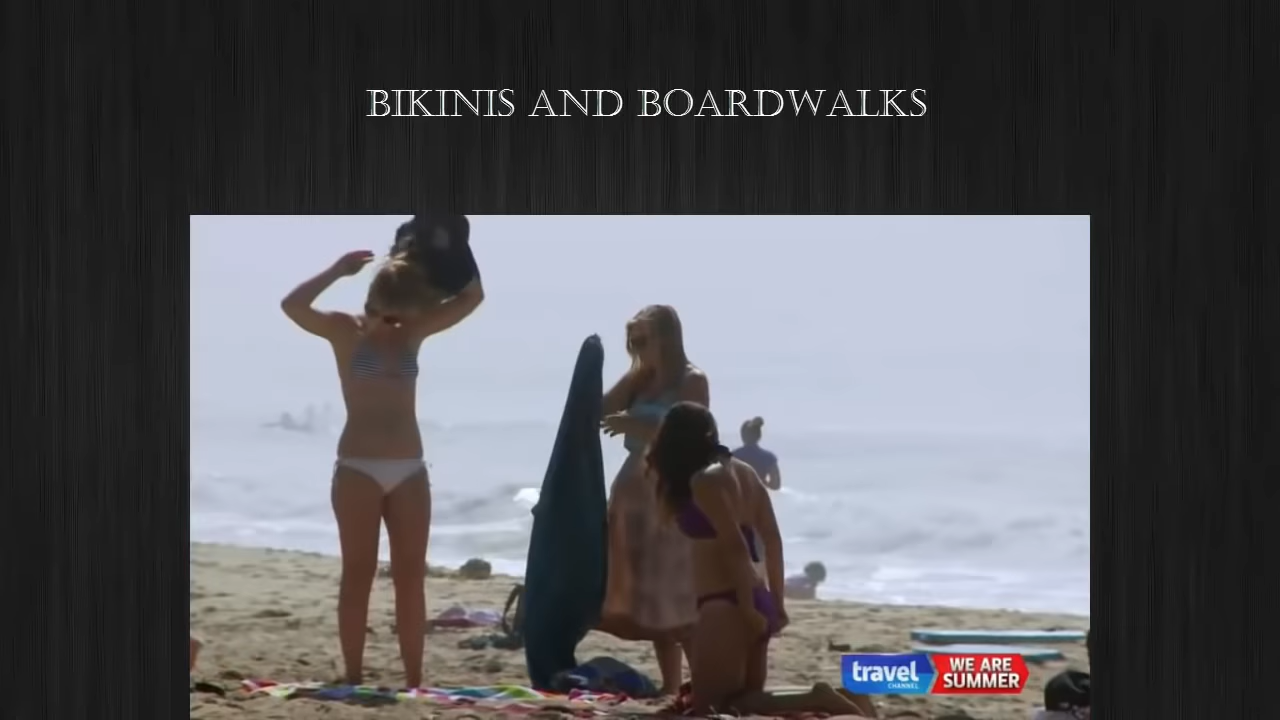 BIKINIS AND BOARDWALKS
travel
CHANNEL
WE ARE
SUMMER